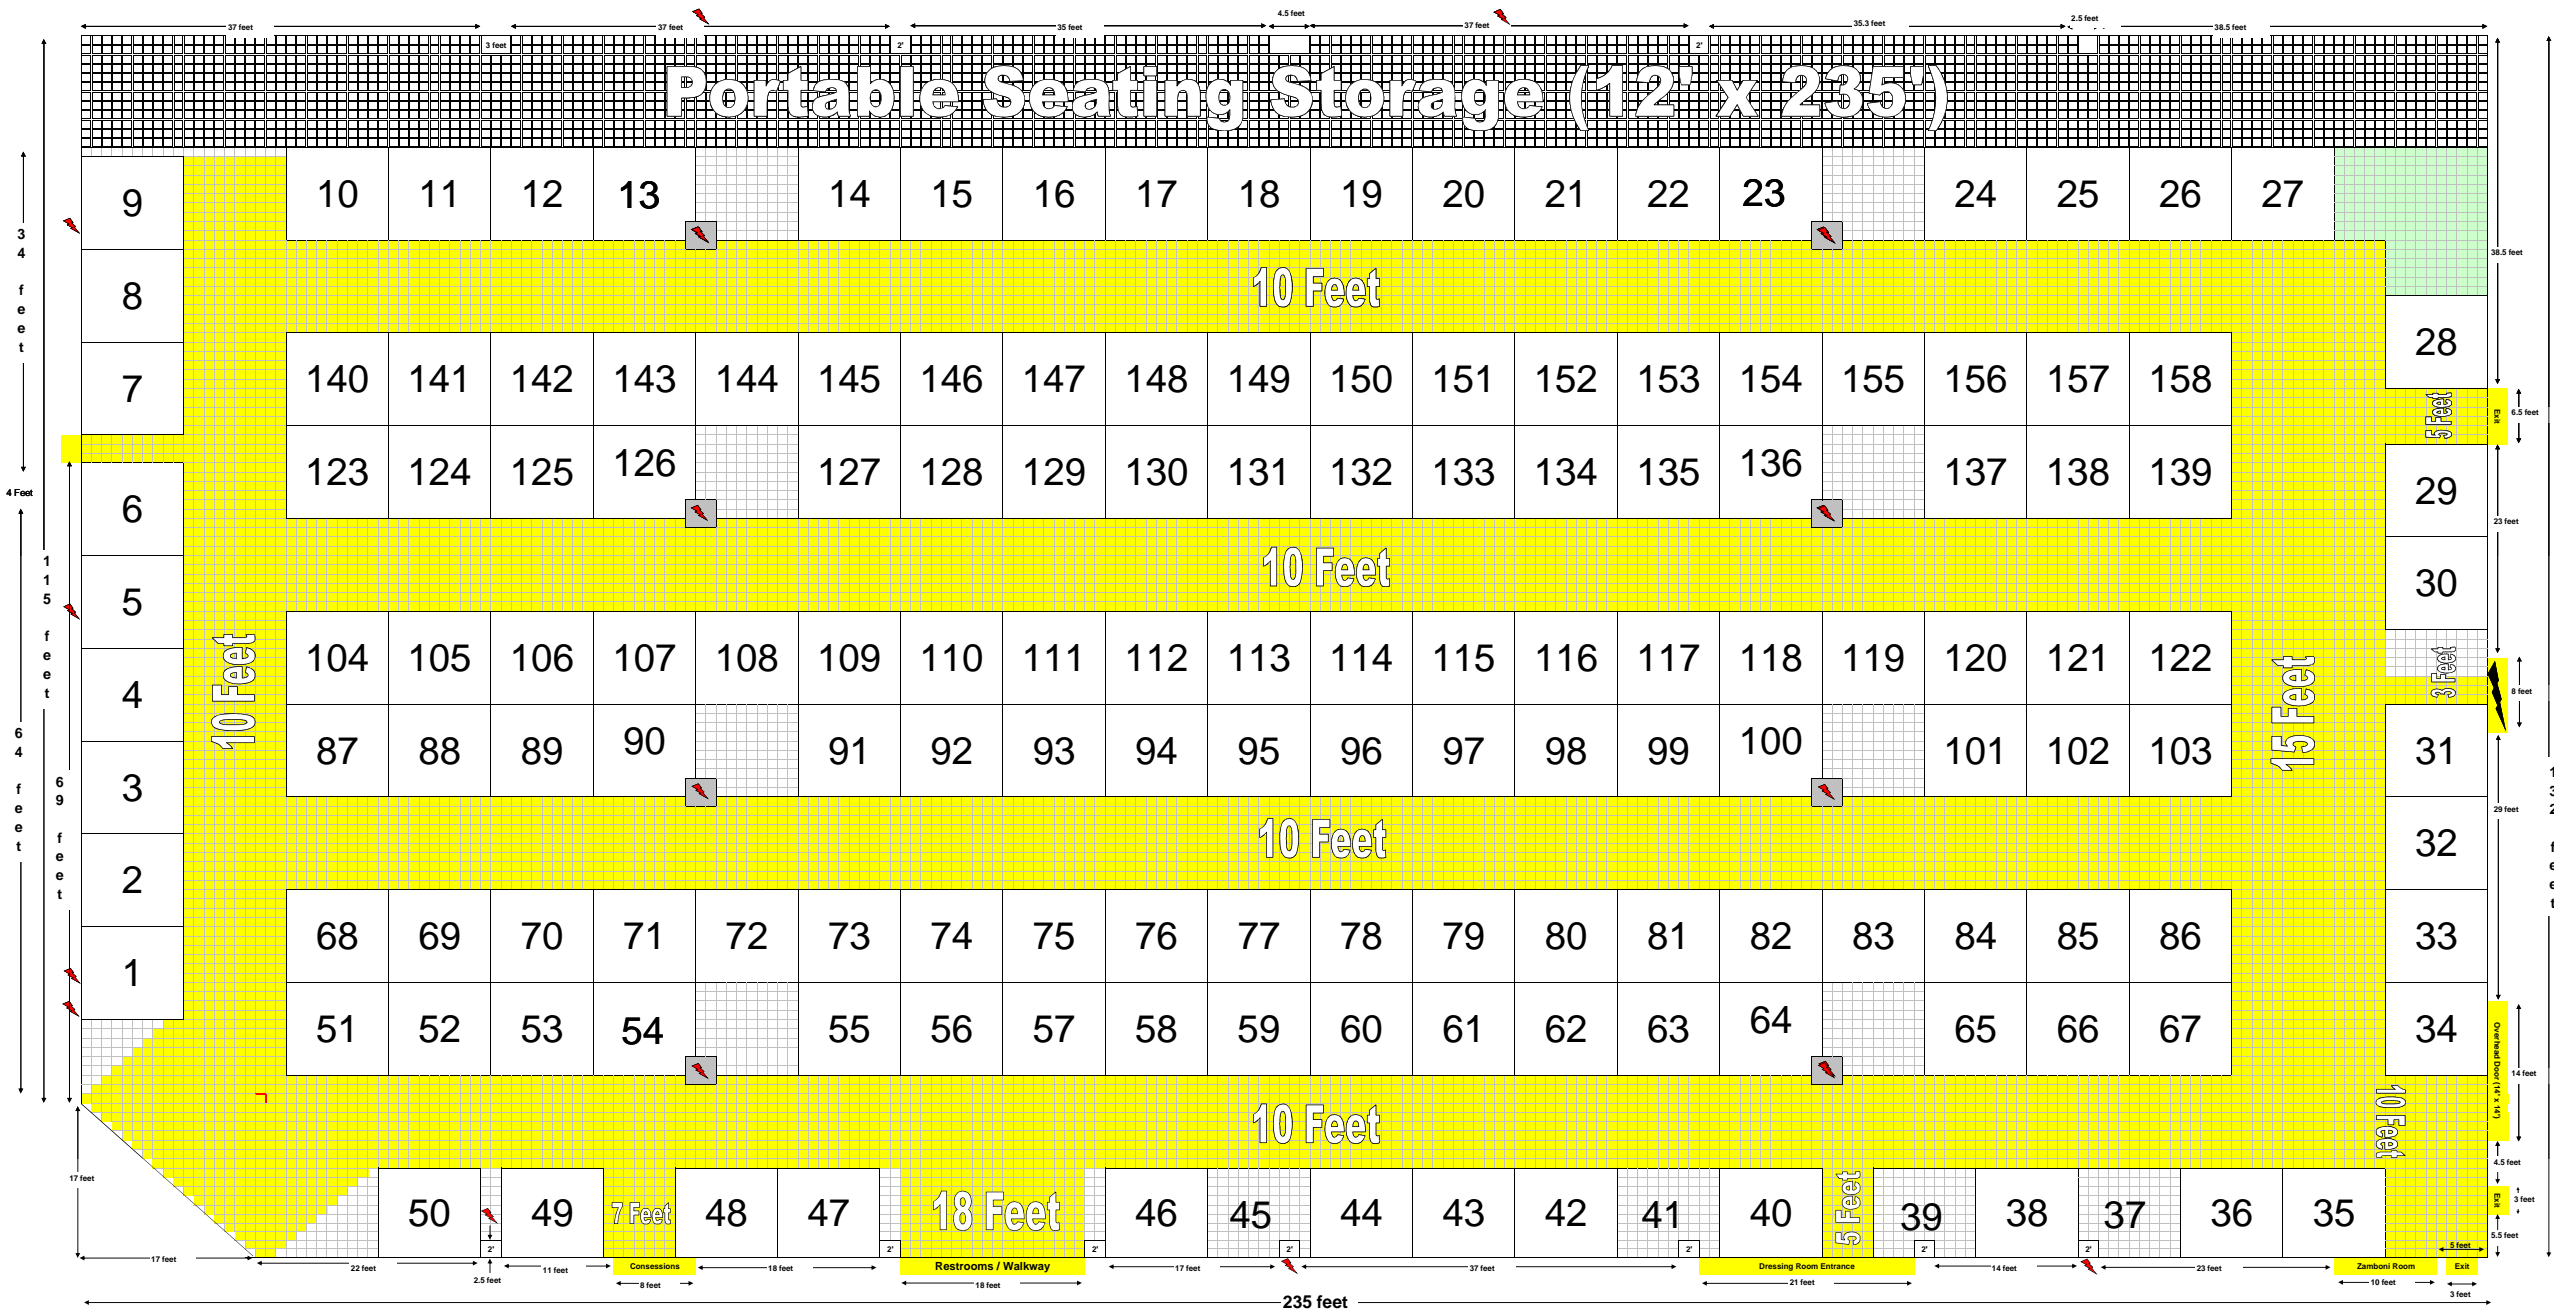 37 feet 37 feet 35 feet 4.5 feet 37 feet 35.3 feet 2.5 feet 38.5 feet
3 feet 2' 2'
Portable Seating Storage (12' x 235')
9 10 11 12 13 14 15 16 17 18 19 20 21 22 23 24 25 26 27
34 feet
38.5 feet
8 10 Feet
28
7 140 141 142 143 144 145 146 147 148 149 150 151 152 153 154 155 156 157 158
5 Feet Exit 6.5 feet
123 124 125 126 127 128 129 130 131 132 133 134 135 136 137 138 139
4 Feet
6 29
23 feet
10 Feet
115 feet
5 30
104 105 106 107 108 109 110 111 112 113 114 115 116 117 118 119 120 121 122
10 Feet 15 Feet 3 Feet 8 feet
4
64 feet
87 88 89 90 91 92 93 94 95 96 97 98 99 100 101 102 103 31
3
69 feet
29 feet
132 feet
10 Feet
2 32
68 69 70 71 72 73 74 75 76 77 78 79 80 81 82 83 84 85 86 33
1
51 52 53 54 55 56 57 58 59 60 61 62 63 64 65 66 67 34
Overhead Door (14' x 14') 14 feet
10 Feet 10 Feet
4.5 feet
17 feet
Exit 3 feet
50 49 7 Feet 48 47 18 Feet 46 45 44 43 42 41 40 5 Feet 39 38 37 36 35
5.5 feet
2' 2' 2' 2' 2' 2' 2' 5 feet
17 feet 22 feet 2.5 feet 11 feet Consessions 18 feet Restrooms / Walkway 17 feet 37 feet Dressing Room Entrance 14 feet 23 feet Zamboni Room Exit
8 feet 18 feet 21 feet 10 feet 3 feet
235 feet